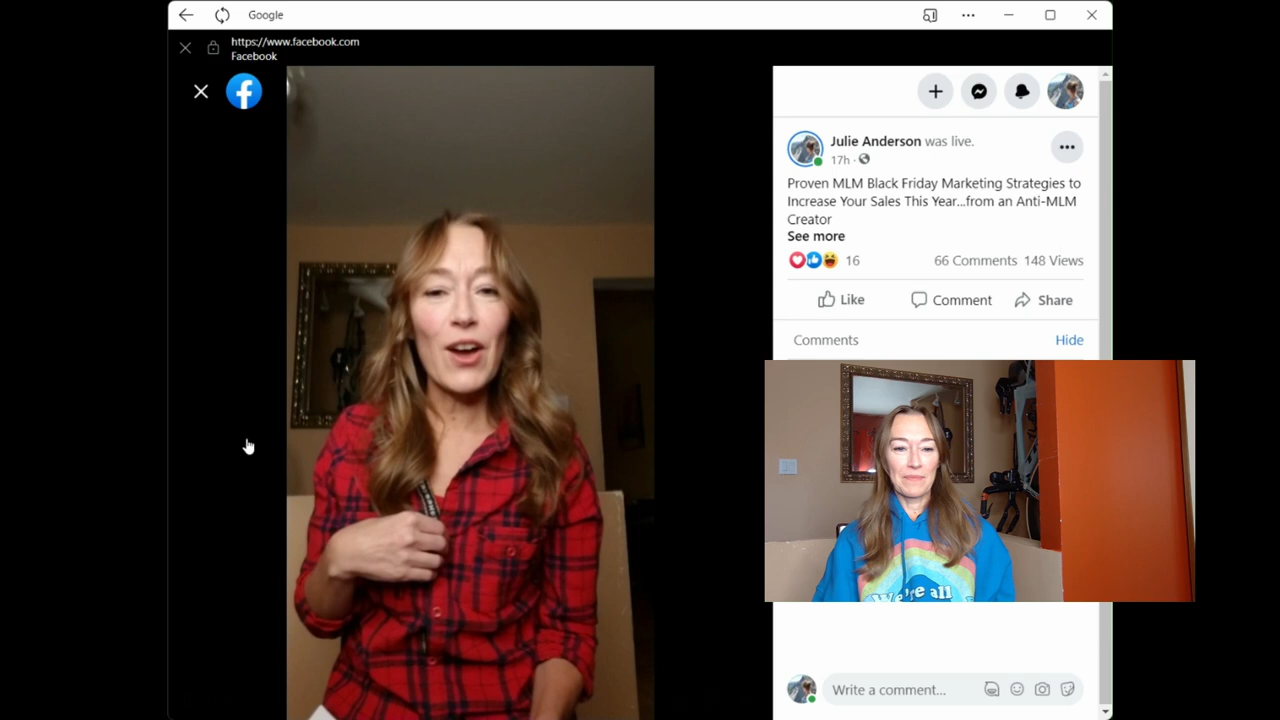 Google
https://www.facebook.com
Facebook
Julie Anderson was live.
17h ·
Proven MLM Black Friday Marketing Strategies to
Increase Your Sales This Year...from an Anti-MLM
Creator
See more
16 66 Comments 148 Views
Like Comment Share
Comments Hide
We're all
Write a comment...